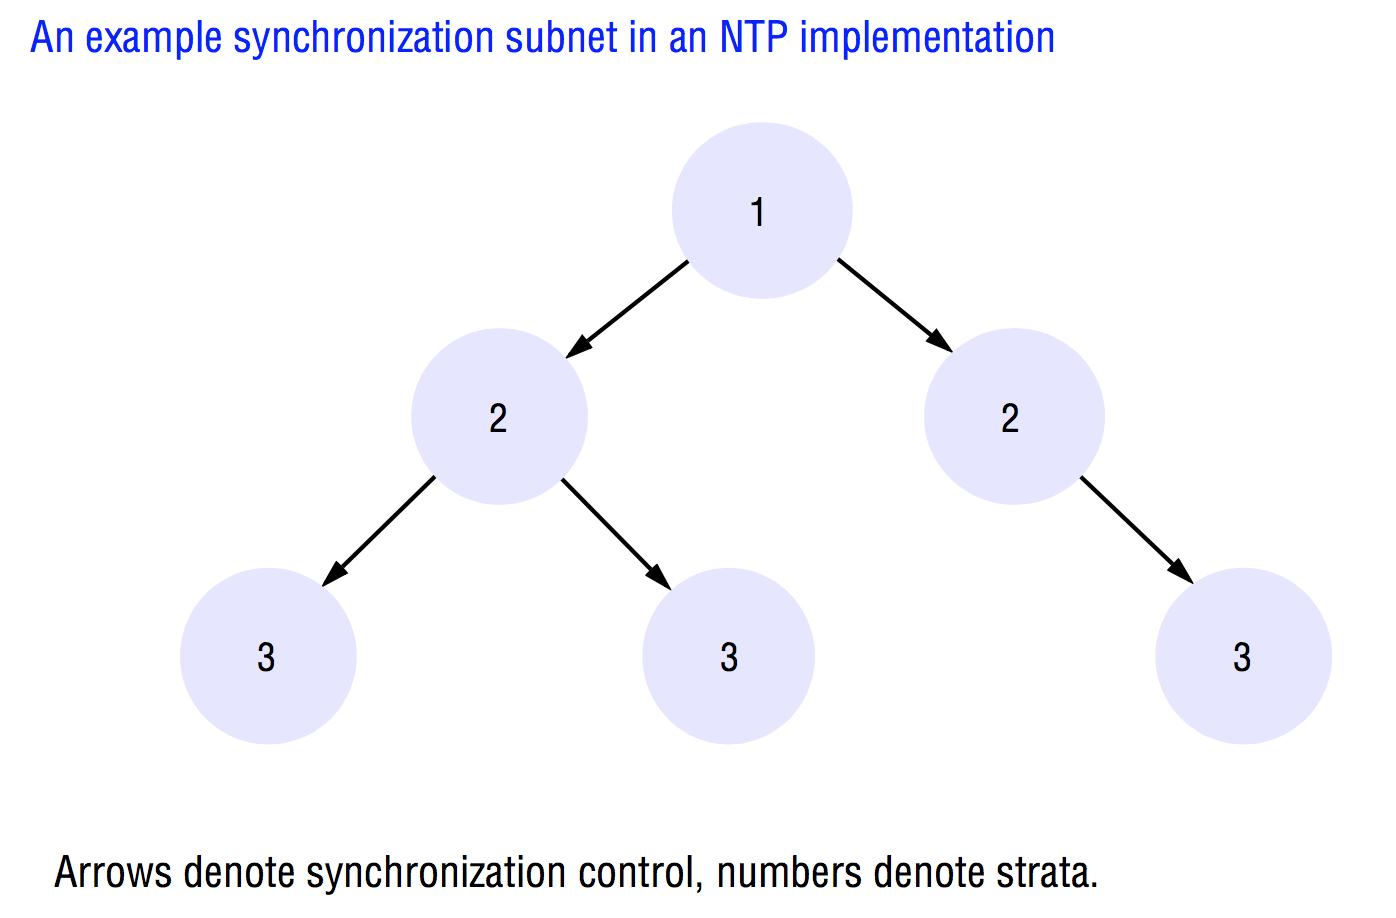 An example synchronization subnet in an NTP implementation
1
2 2
3 3 3
Arrows denote synchronization control, numbers denote strata.